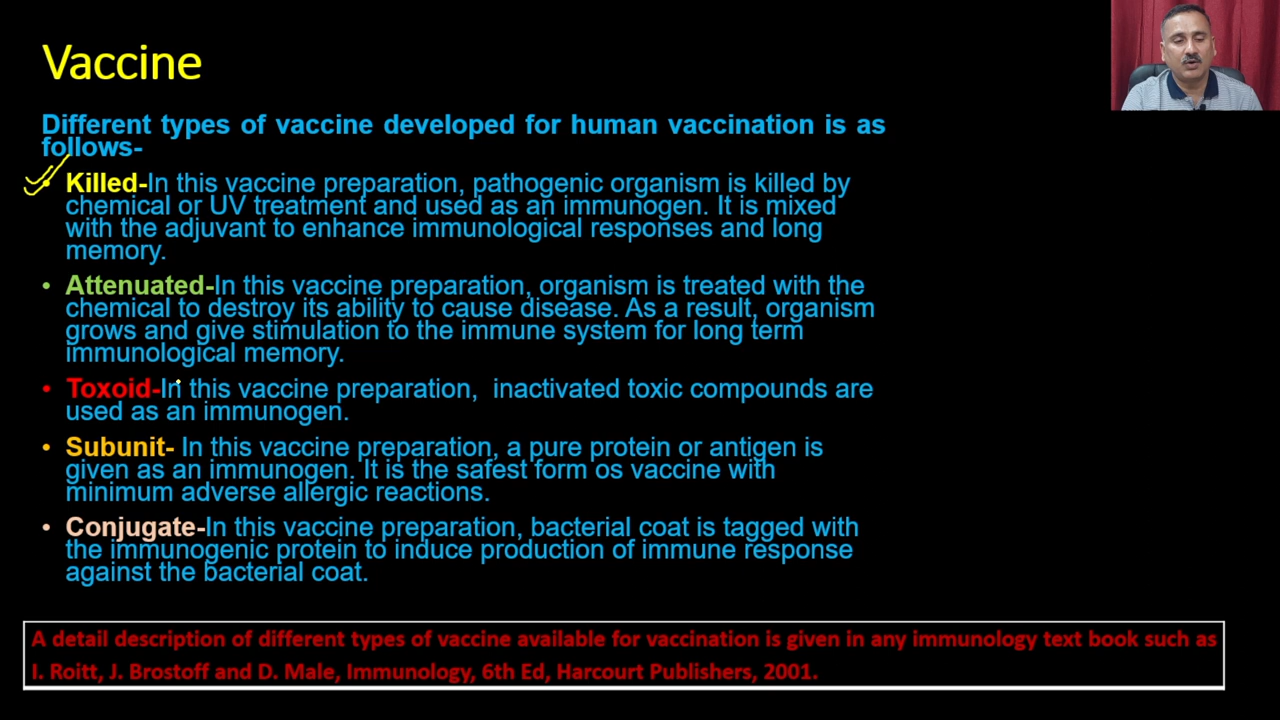 Vaccine
Different types of vaccine developed for human vaccination is as
follows-
Killed-In this vaccine preparation, pathogenic organism is killed by
chemical or UV treatment and used as an immunogen. It is mixed
with the adjuvant to enhance immunological responses and long
memory.
• Attenuated-In this vaccine preparation, organism is treated with the
chemical to destroy its ability to cause disease. As a result, organism
grows and give stimulation to the immune system for long term
immunological memory.
• Toxoid-In this vaccine preparation, inactivated toxic compounds are
used as an immunogen.
• Subunit- In this vaccine preparation, a pure protein or antigen is
given as an immunogen. It is the safest form os vaccine with
minimum adverse allergic reactions.
• Conjugate-In this vaccine preparation, bacterial coat is tagged with
the immunogenic protein to induce production of immune response
against the bacterial coat.
A detail description of different types of vaccine available for vaccination is given in any immunology text book such as
I. Roitt, J. Brostoff and D. Male, Immunology, 6th Ed, Harcourt Publishers, 2001.